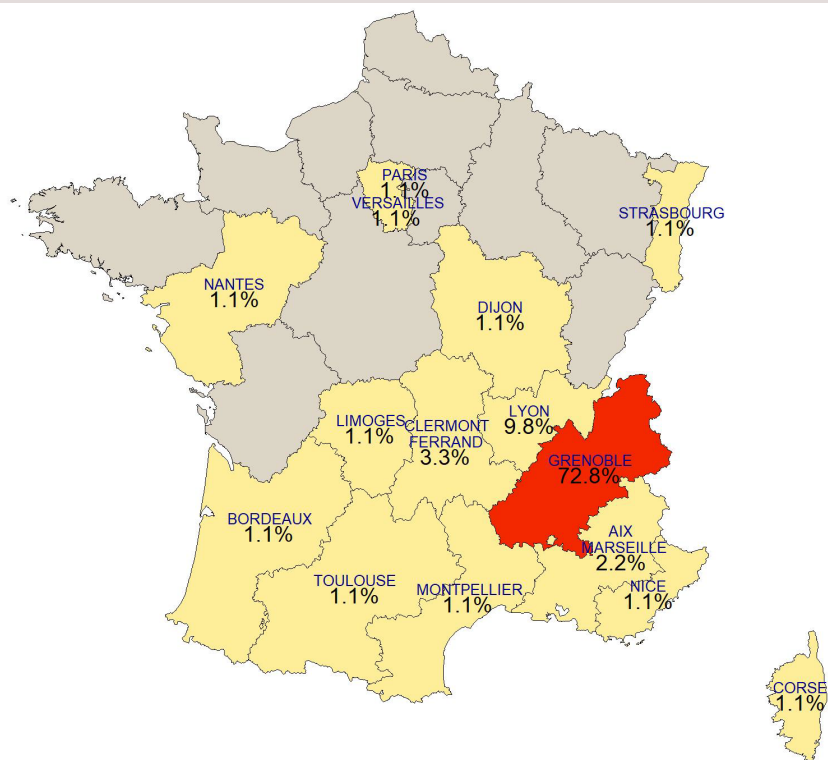 PARIS
1.1%
VERSAILLES
1.1%
STRASBOURG
1.1%
NANTES
1.1%
DIJON
1.1%
LIMOGES
1.1%
CLERMONT
FERRAND
3.3%
LYON
9.8%
GRENOBLE
72.8%
BORDEAUX
1.1%
AIX
MARSEILLE
2.2%
TOULOUSE
1.1%
MONTPELLIER
1.1%
NICE
1.1%
CORSE
1.1%